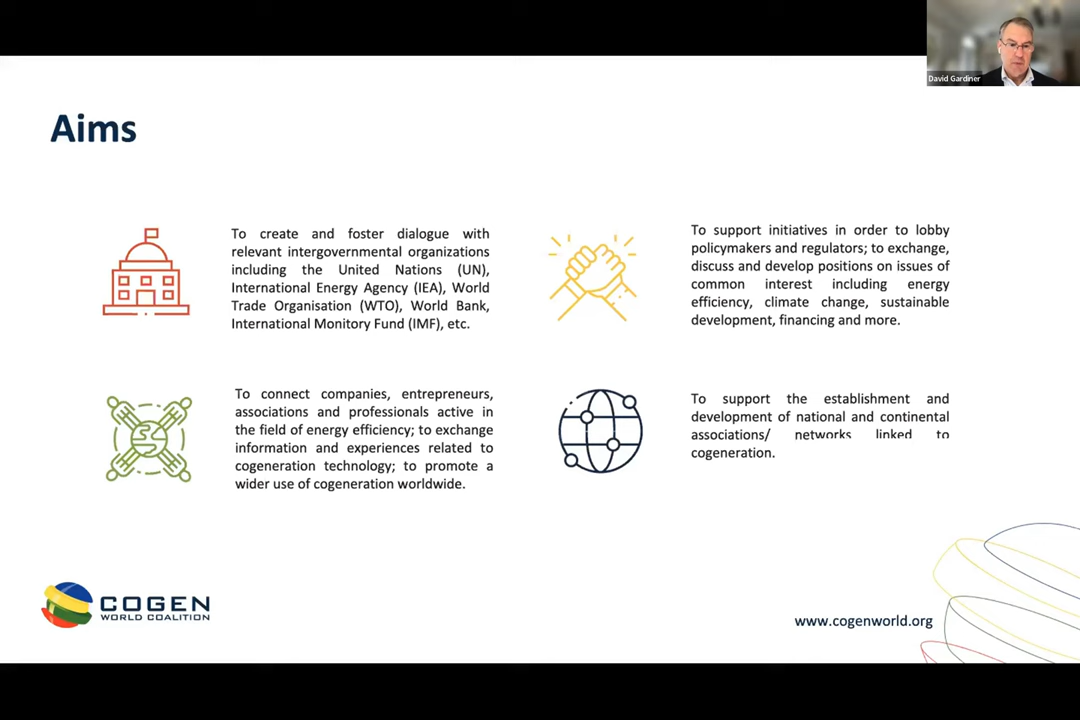 David Gardiner
Aims
To create and foster dialogue with
relevant intergovernmental organizations
including the United Nations (UN),
International Energy Agency (IEA), World
Trade Organisation (WTO), World Bank,
International Monitory Fund (IMF), etc.
To support initiatives in order to lobby
policymakers and regulators; to exchange,
discuss and develop positions on issues of
common interest including energy
efficiency, climate change, sustainable
development, financing and more.
To connect companies, entrepreneurs,
associations and professionals active in
the field of energy efficiency; to exchange
information and experiences related to
cogeneration technology; to promote a
wider use of cogeneration worldwide.
To support the establishment and
development of national and continental
associations/ networks linked to
cogeneration.
COGEN
WORLD COALITION
www.cogenworld.org